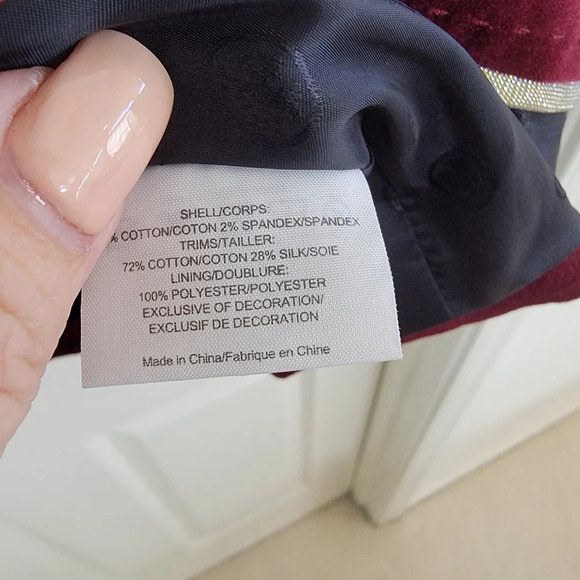 SHELL/CORPS:
% COTTON/COTON 2% SPANDEX/SPANDEX
TRIMS/TAILLER:
72% COTTON/COTON 28% SILK/SOIE
LINING/DOUBLURE:
100% POLYESTER/POLYESTER
EXCLUSIVE OF DECORATION/
EXCLUSIF DE DECORATION
Made in China/Fabrique en Chine